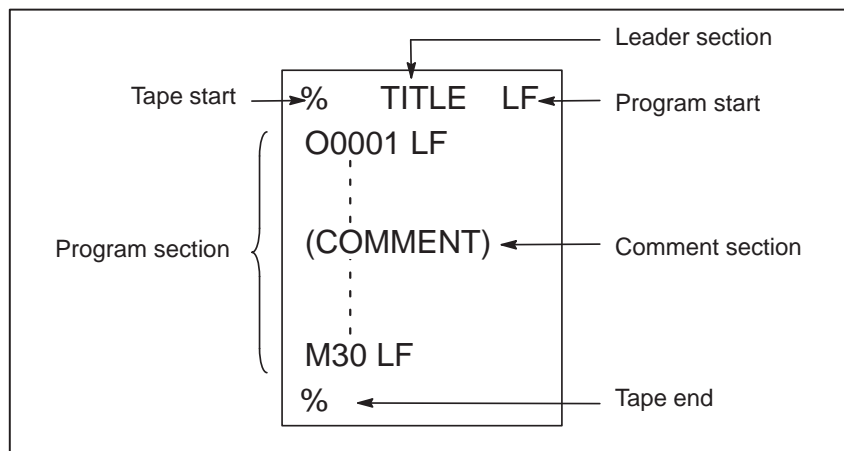 Leader section
Tape start % TITLE LF Program start
O0001 LF
Program section (COMMENT) Comment section
M30 LF
% Tape end